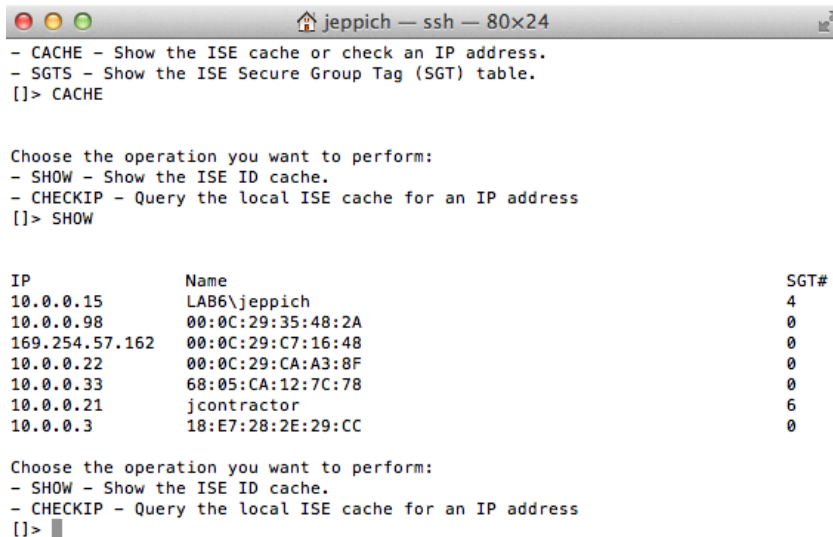 jeppich — ssh — 80×24
- CACHE - Show the ISE cache or check an IP address.
- SGTS - Show the ISE Secure Group Tag (SGT) table.
[]> CACHE
Choose the operation you want to perform:
- SHOW - Show the ISE ID cache.
- CHECKIP - Query the local ISE cache for an IP address
[]> SHOW
IP Name SGT#
10.0.0.15 LAB6\jeppich 4
10.0.0.98 00:0C:29:35:48:2A 0
169.254.57.162 00:0C:29:C7:16:48 0
10.0.0.22 00:0C:29:CA:A3:8F 0
10.0.0.33 68:05:CA:12:7C:78 0
10.0.0.21 jcontractor 6
10.0.0.3 18:E7:28:2E:29:CC 0
Choose the operation you want to perform:
- SHOW - Show the ISE ID cache.
- CHECKIP - Query the local ISE cache for an IP address
[]>